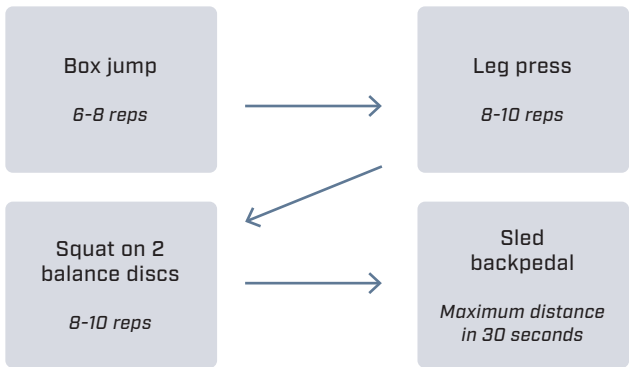 Box jump
6-8 reps
Leg press
8-10 reps
Squat on 2
balance discs
8-10 reps
Sled
backpedal
Maximum distance
in 30 seconds